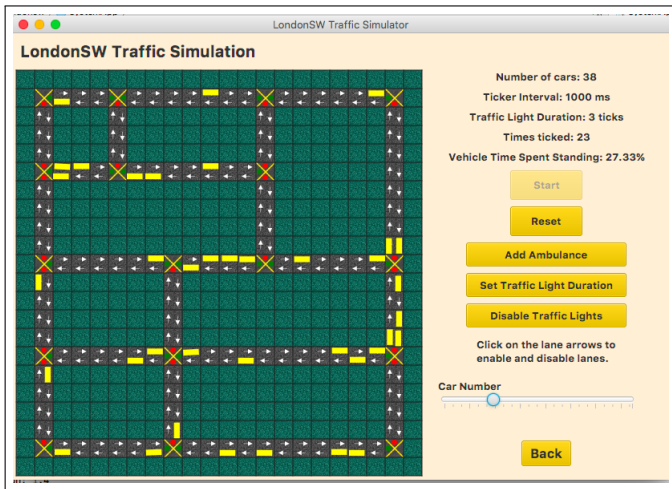 LondonSW Traffic Simulator
LondonSW Traffic Simulation
Number of cars: 38
Ticker Interval: 1000 ms
Traffic Light Duration: 3 ticks
Times ticked: 23
Vehicle Time Spent Standing: 27.33%
Start
Reset
Add Ambulance
Set Traffic Light Duration
Disable Traffic Lights
Click on the lane arrows to
enable and disable lanes.
Car Number
Back